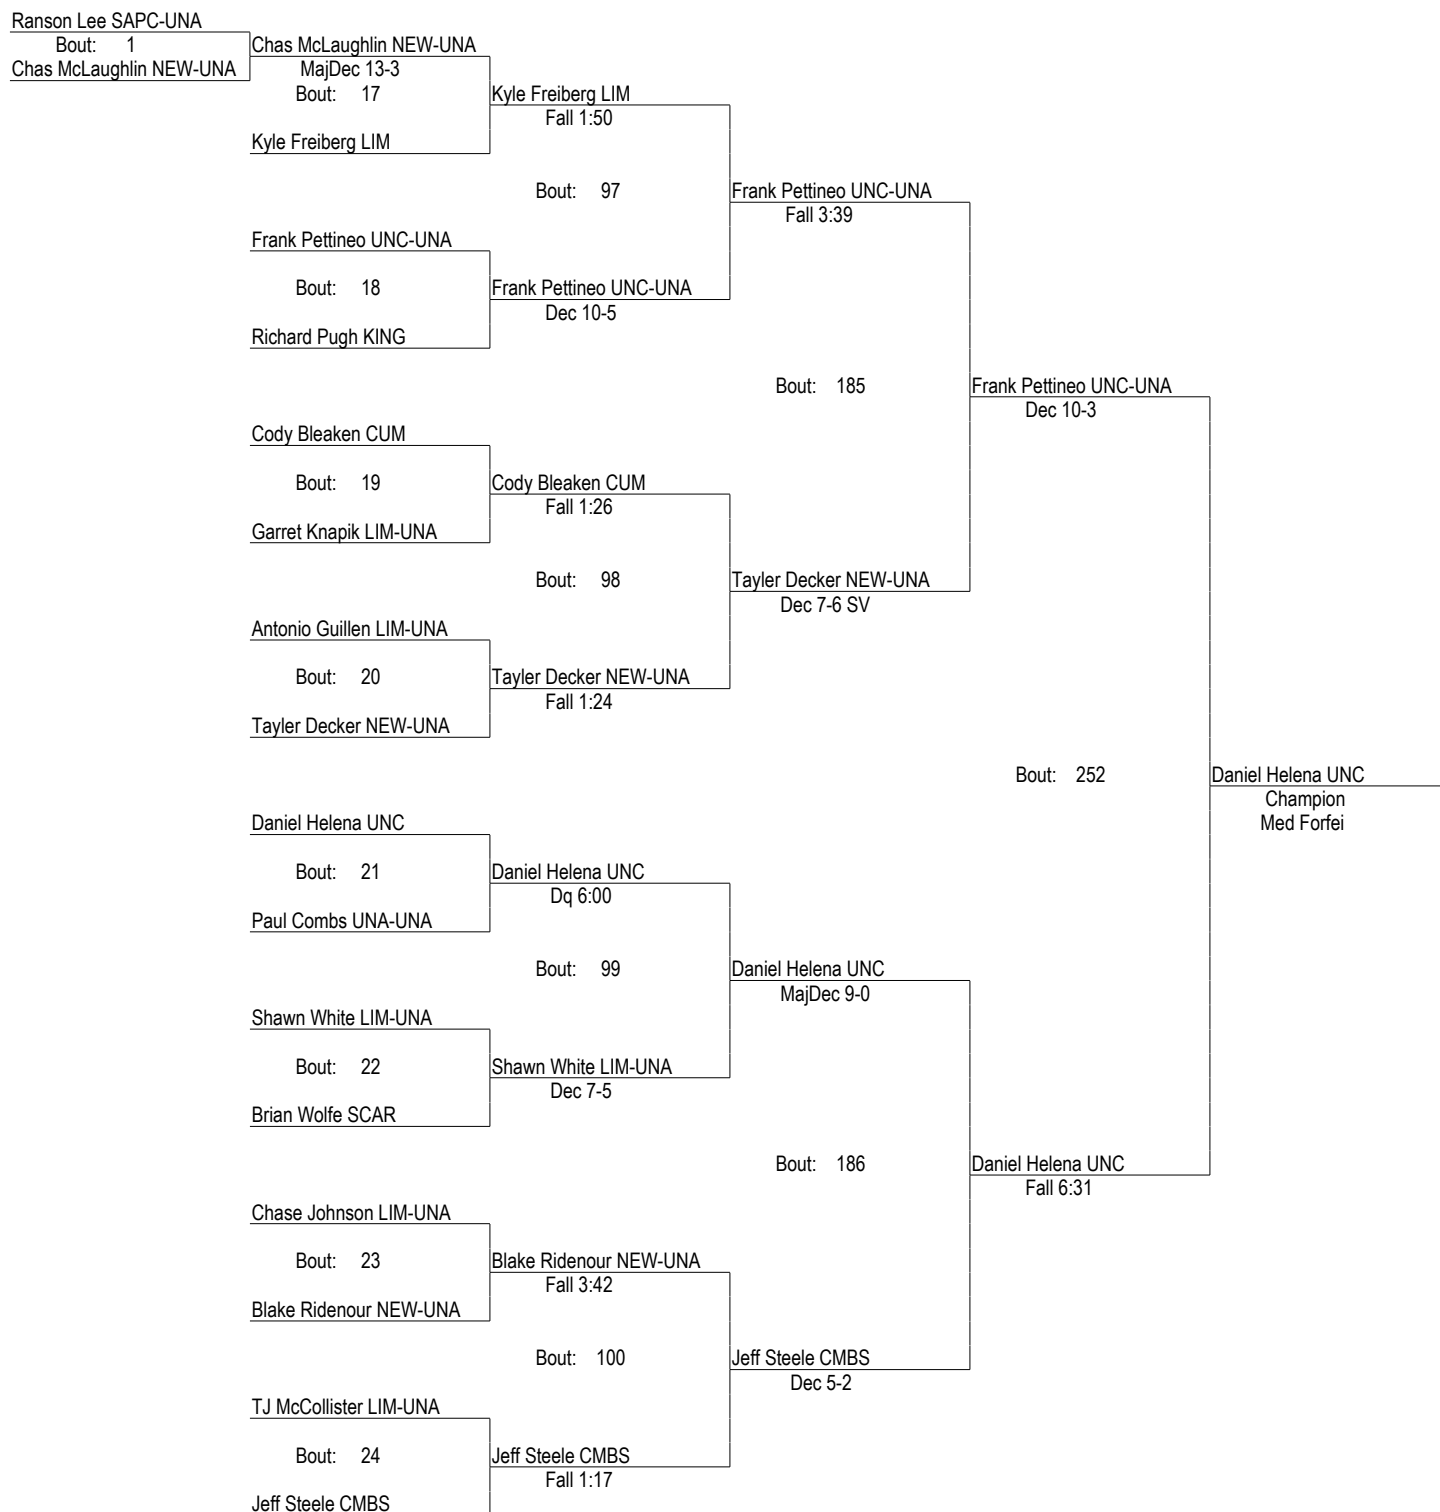 Ranson Lee SAPC-UNA
Bout: 1
Chas McLaughlin NEW-UNA
Chas McLaughlin NEW-UNA
MajDec 13-3
Bout: 17
Kyle Freiberg LIM
Kyle Freiberg LIM
Fall 1:50
Bout: 97
Frank Pettineo UNC-UNA
Fall 3:39
Frank Pettineo UNC-UNA
Bout: 18
Frank Pettineo UNC-UNA
Dec 10-5
Richard Pugh KING
Bout: 185
Frank Pettineo UNC-UNA
Dec 10-3
Cody Bleaken CUM
Bout: 19
Cody Bleaken CUM
Fall 1:26
Garret Knapik LIM-UNA
Bout: 98
Tayler Decker NEW-UNA
Dec 7-6 SV
Antonio Guillen LIM-UNA
Bout: 20
Tayler Decker NEW-UNA
Fall 1:24
Tayler Decker NEW-UNA
Bout: 252
Daniel Helena UNC
Champion
Med Forfei
Daniel Helena UNC
Bout: 21
Daniel Helena UNC
Dq 6:00
Paul Combs UNA-UNA
Bout: 99
Daniel Helena UNC
MajDec 9-0
Shawn White LIM-UNA
Bout: 22
Shawn White LIM-UNA
Dec 7-5
Brian Wolfe SCAR
Bout: 186
Daniel Helena UNC
Fall 6:31
Chase Johnson LIM-UNA
Bout: 23
Blake Ridenour NEW-UNA
Fall 3:42
Blake Ridenour NEW-UNA
Bout: 100
Jeff Steele CMBS
Dec 5-2
TJ McCollister LIM-UNA
Bout: 24
Jeff Steele CMBS
Fall 1:17
Jeff Steele CMBS